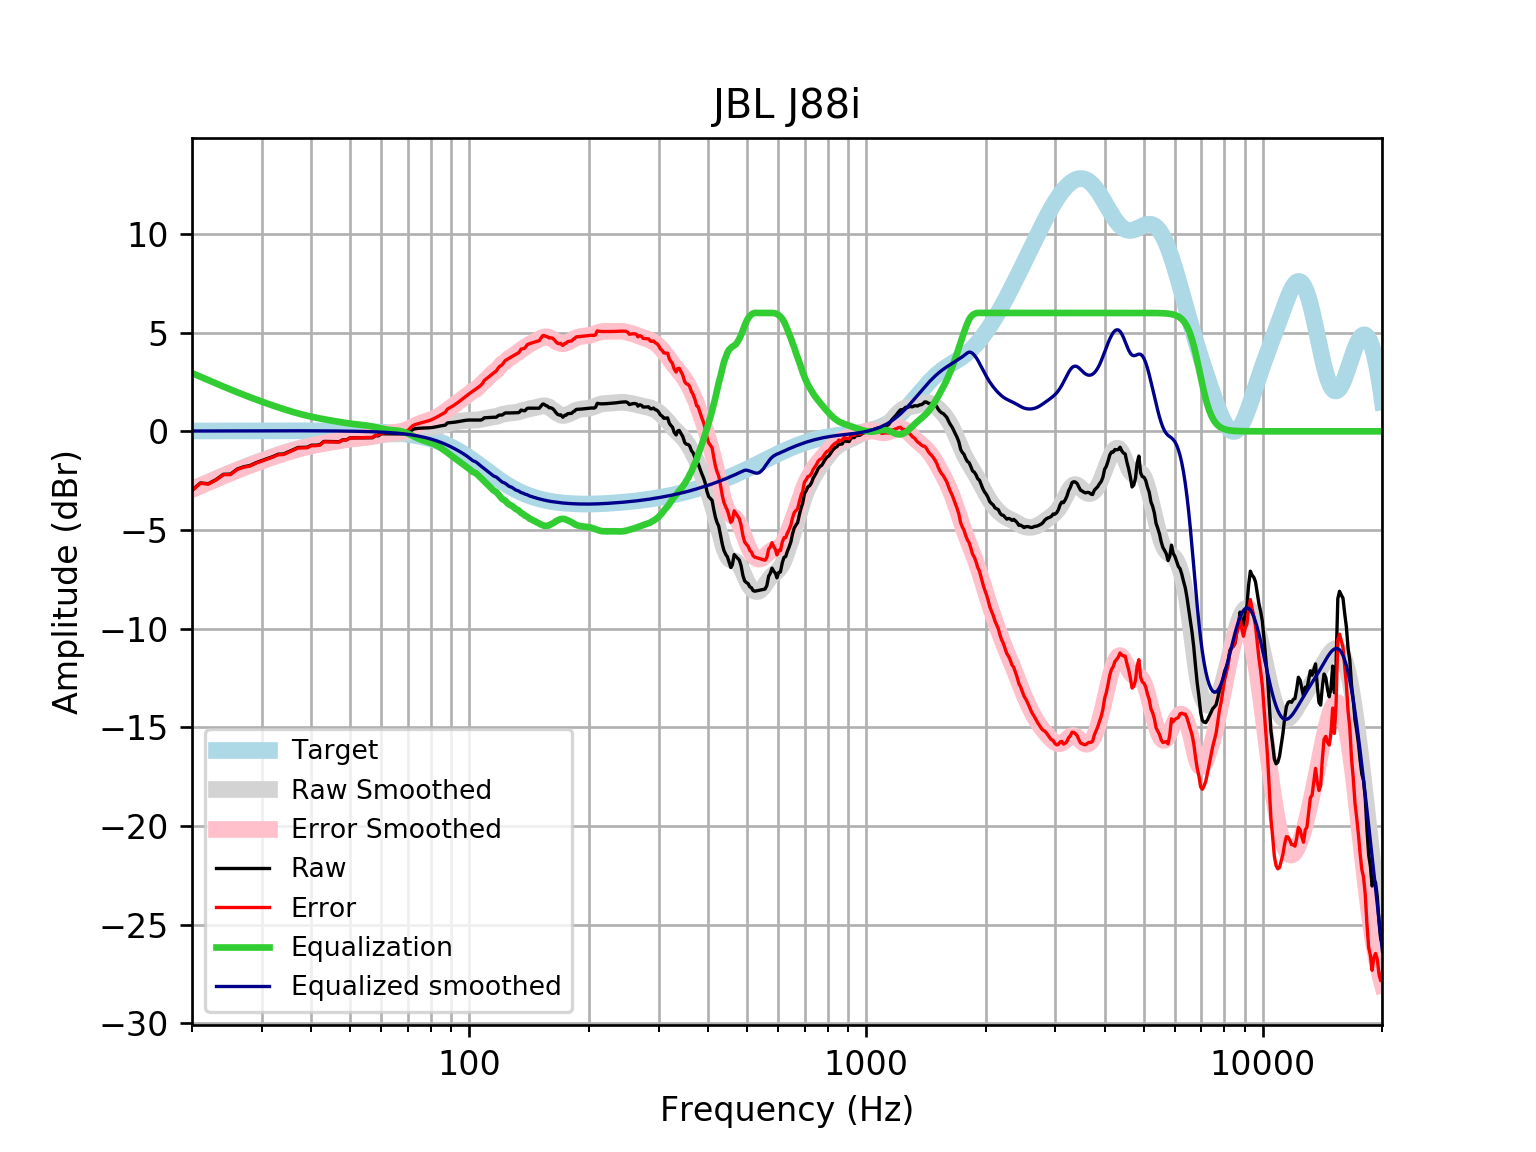 JBL J88i
Amplitude (dBr)
10
5
0
−5
−10
−15
−20
−25
−30
Target
Raw Smoothed
Error Smoothed
Raw
Error
Equalization
Equalized smoothed
100
1000
10000
Frequency (Hz)